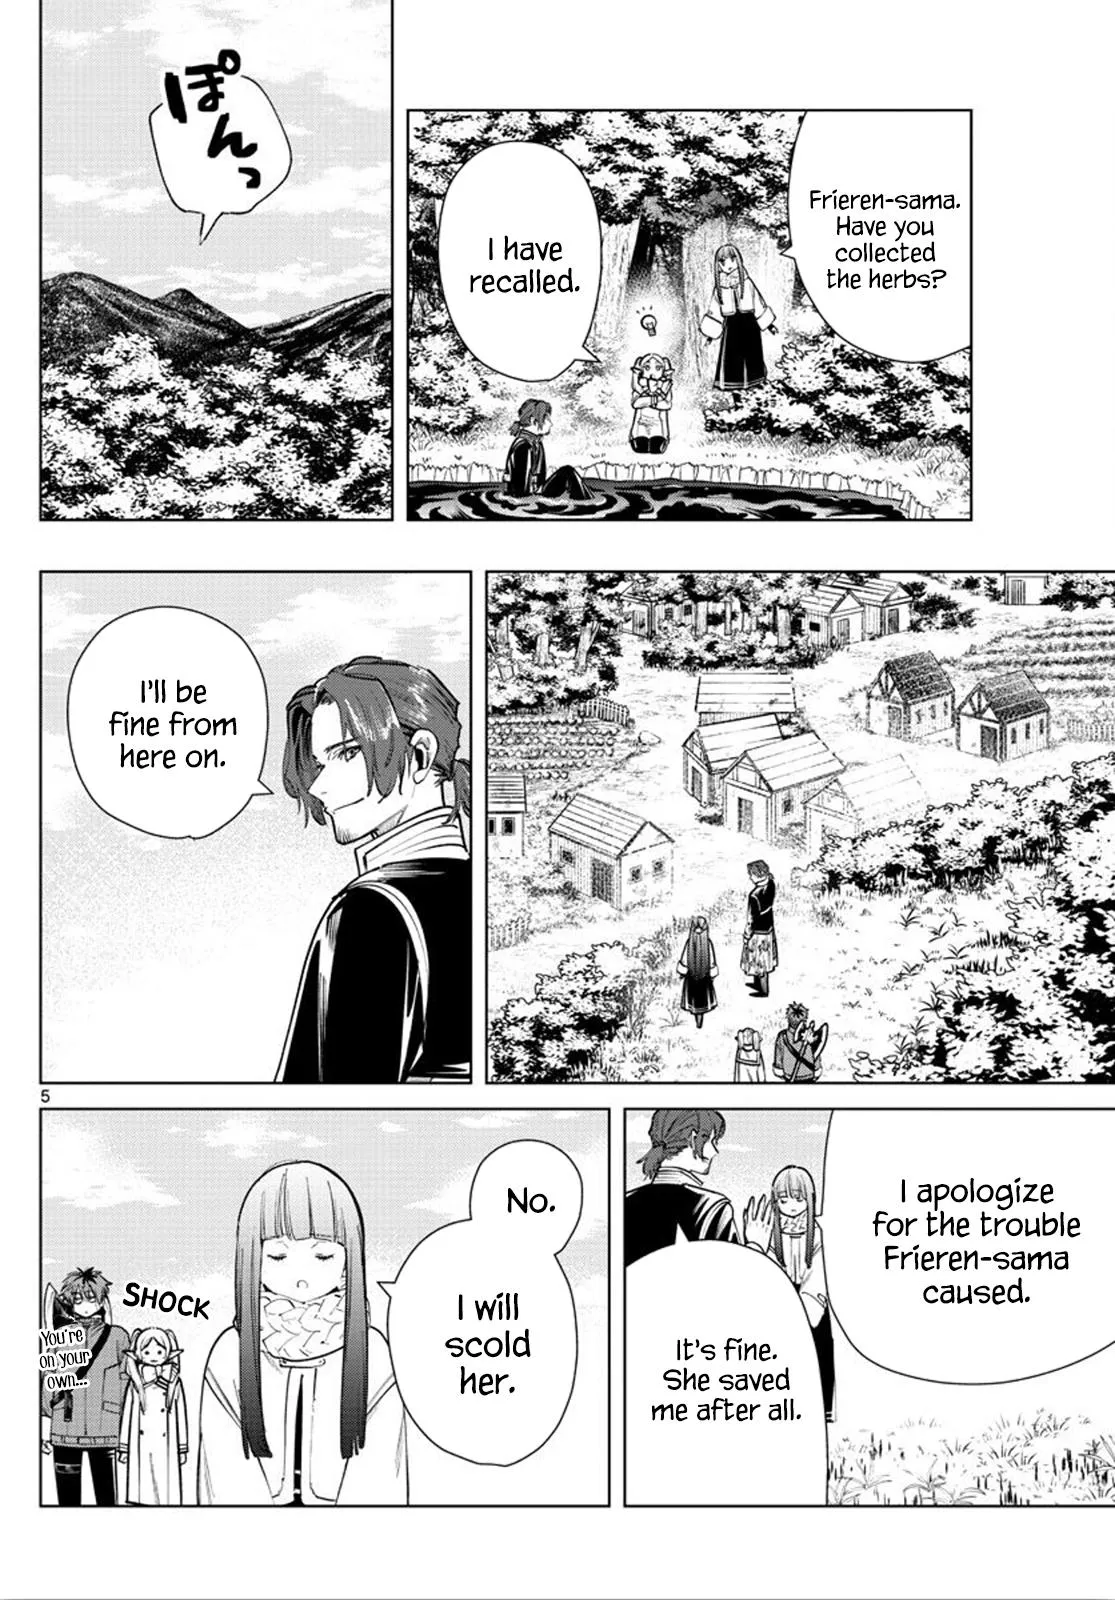 Frieren-sama.
Have you
collected
the herbs?
I have
recalled.
ぽんっ
I'll be
fine from
here on.
5
I apologize
for the trouble
Frieren-sama
caused.
It's fine.
She saved
me after all.
No.
I will
scold
her.
SHOCK
You're
on your
own...